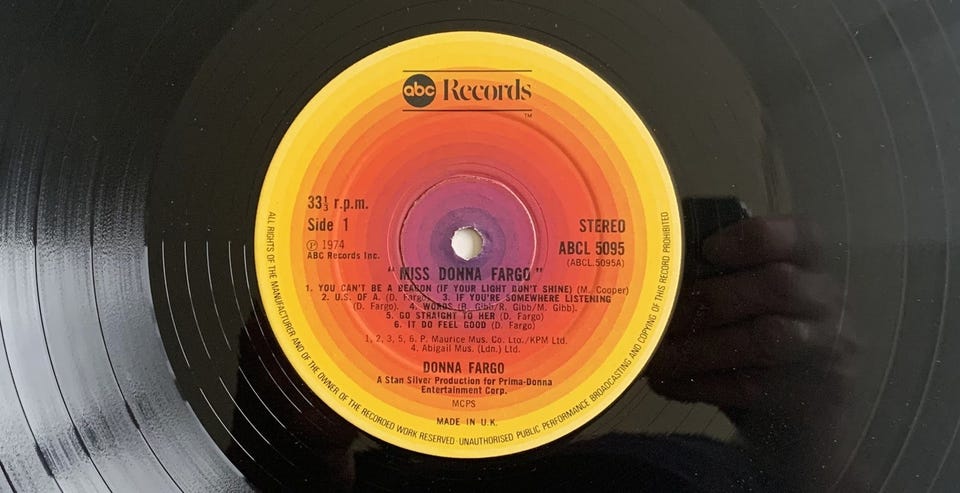 abc Records
TM
33⅓ r.p.m.
Side 1
℗ 1974
ABC Records Inc.
STEREO
ABCL 5095
(ABCL.5095A)
"MISS DONNA FARGO"
1. YOU CAN'T BE A BEACON (IF YOUR LIGHT DON'T SHINE) (M. Cooper)
2. U.S. OF A. (D. Fargo). 3. IF YOU'RE SOMEWHERE LISTENING
(D. Fargo). 4. WORDS (B. Gibb/R. Gibb/M. Gibb).
5. GO STRAIGHT TO HER (D. Fargo)
6. IT DO FEEL GOOD (D. Fargo)
1, 2, 3, 5, 6. P. Maurice Mus. Co. Ltd./KPM Ltd.
4. Abigail Mus. (Ldn.) Ltd.
DONNA FARGO
A Stan Silver Production for Prima-Donna
Entertainment Corp.
MCPS
MADE IN U.K.
ALL RIGHTS OF THE MANUFACTURER AND OF THE OWNER OF THE RECORDED WORK RESERVED·UNAUTHORISED PUBLIC PERFORMANCE BROADCASTING AND COPYING OF THIS RECORD PROHIBITED